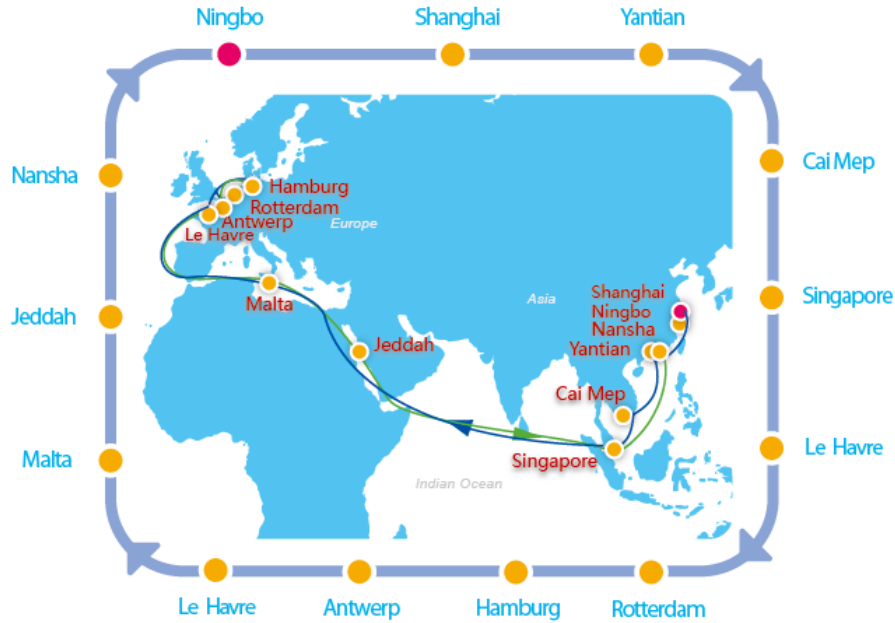 Ningbo
Shanghai
Yantian
Nansha
Cai Mep
Hamburg
Rotterdam
Antwerp
Le Havre
Europe
Malta
Asia
Shanghai
Ningbo
Nansha
Yantian
Jeddah
Cai Mep
Singapore
Indian Ocean
Jeddah
Singapore
Malta
Le Havre
Le Havre
Antwerp
Hamburg
Rotterdam